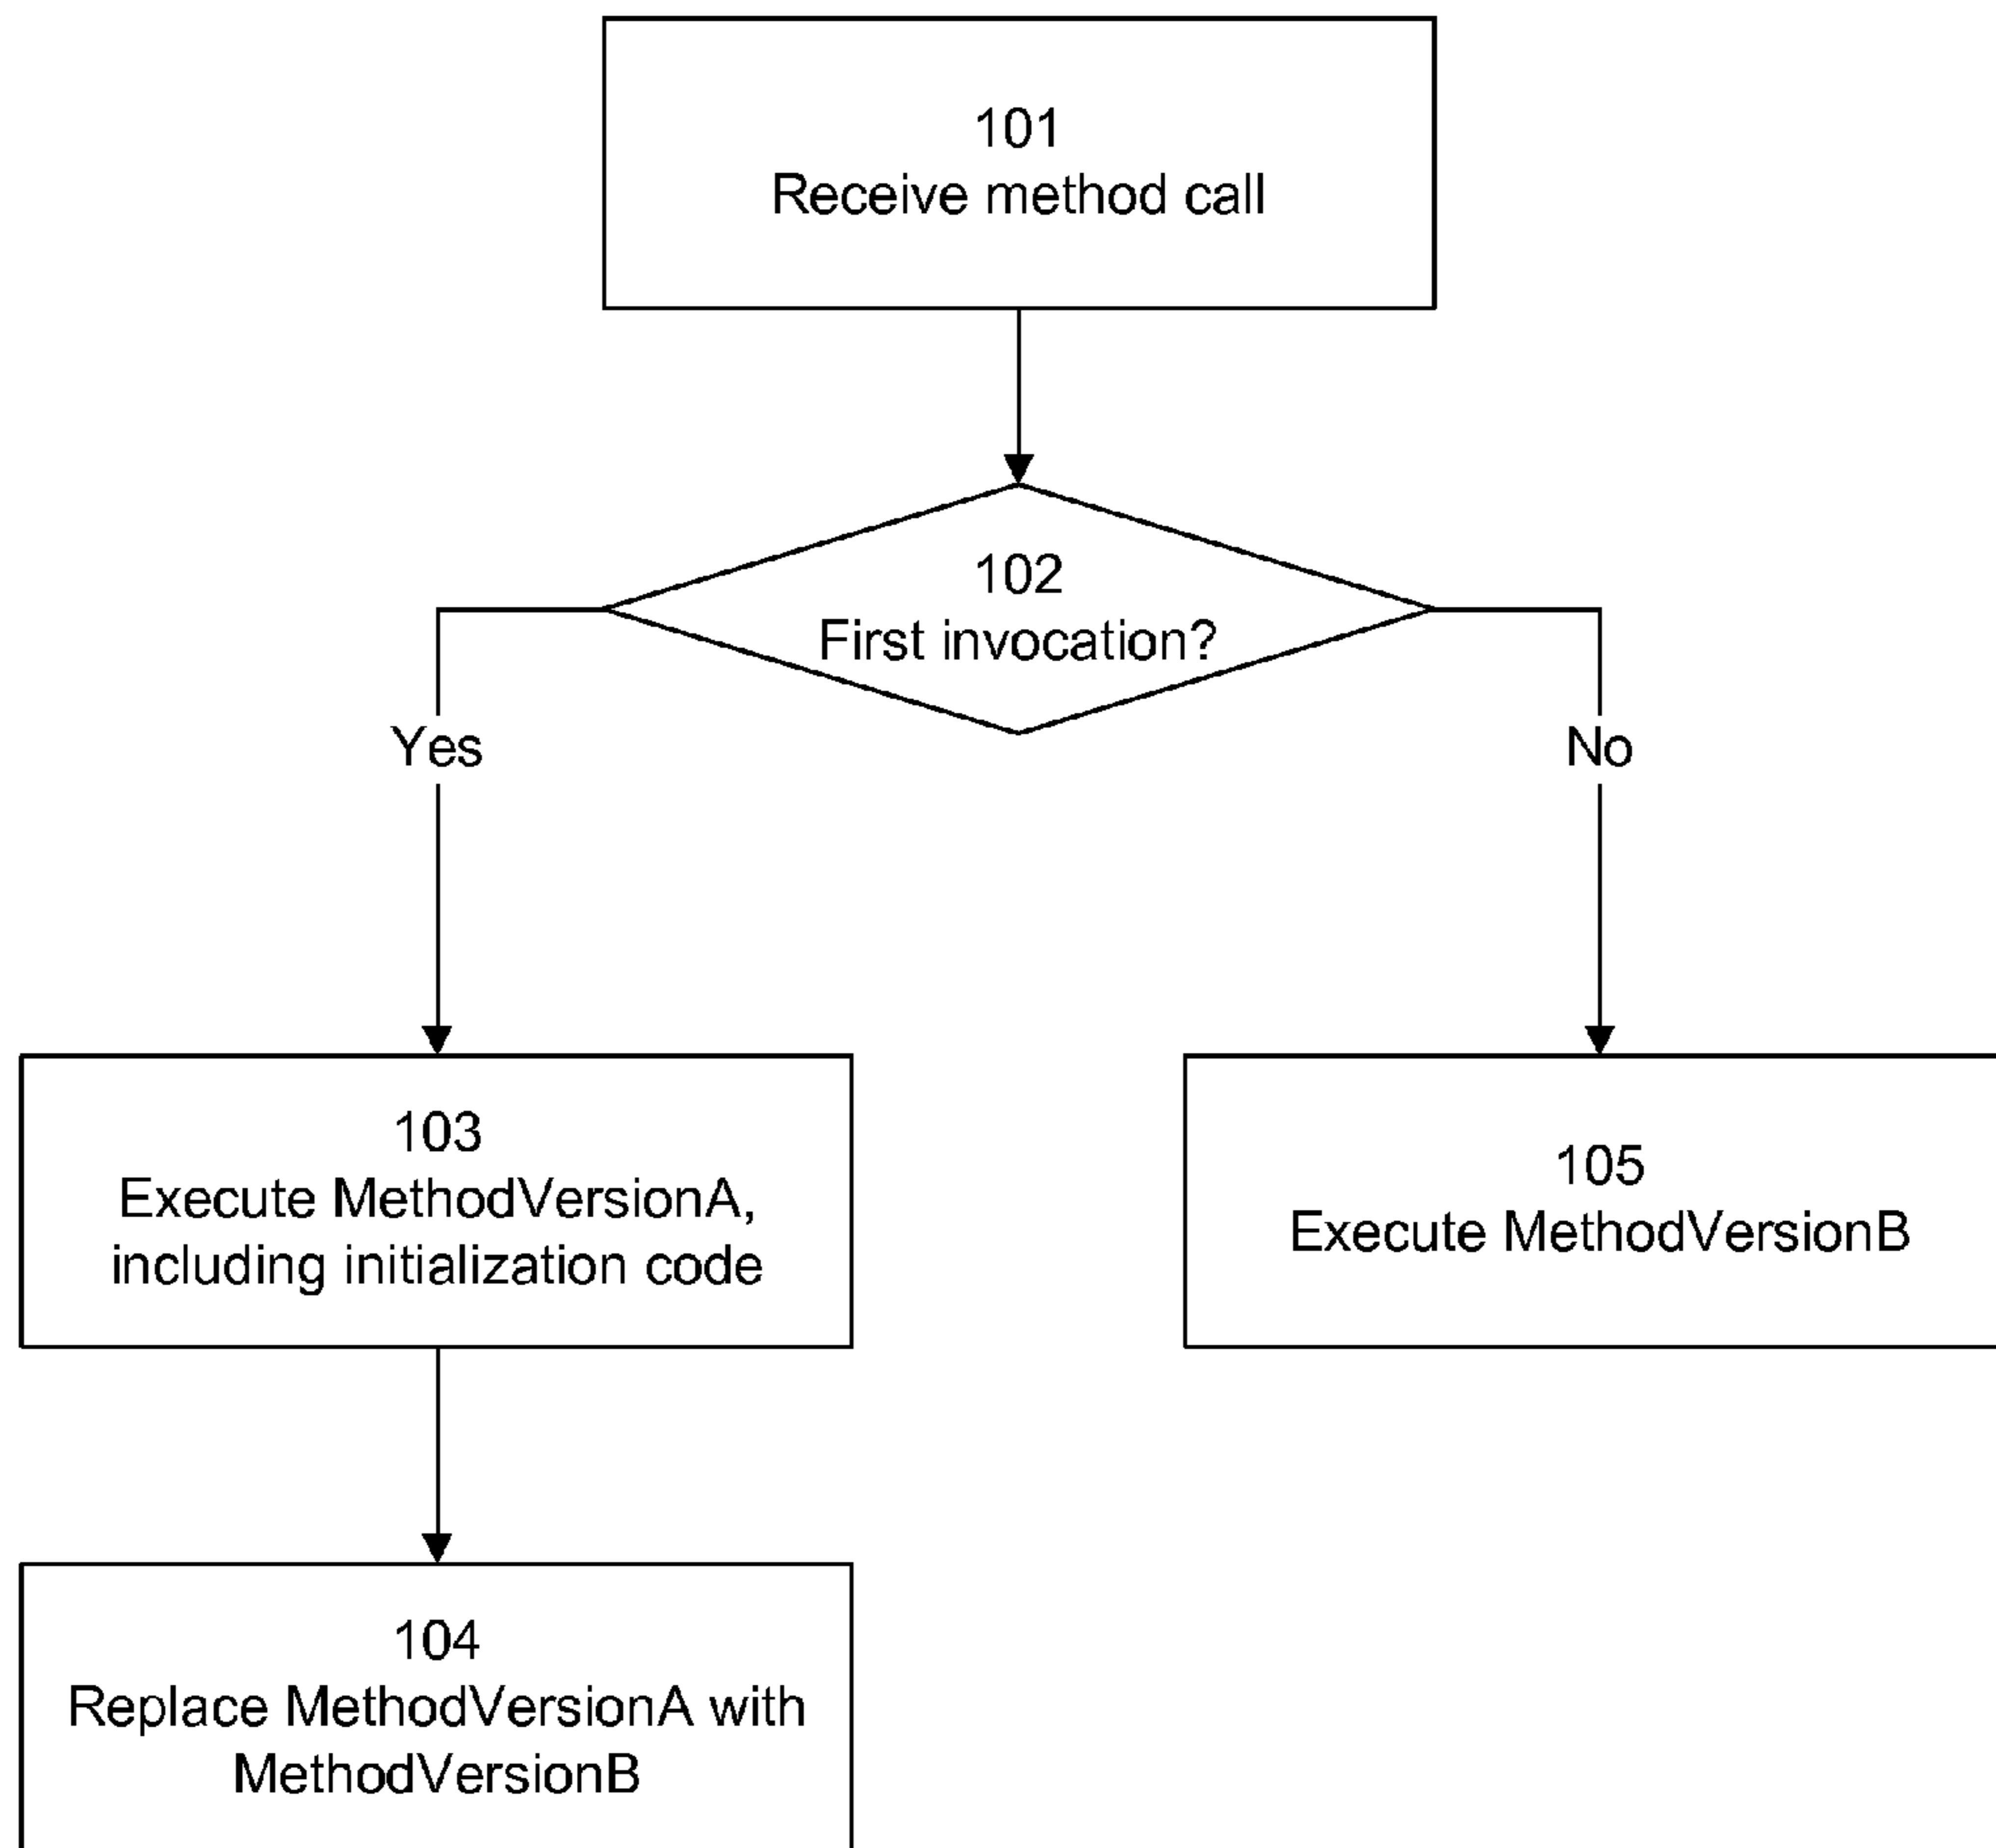 101
Receive method call
102
First invocation?
Yes
No
103
Execute MethodVersionA,
including initialization code
105
Execute MethodVersionB
104
Replace MethodVersionA with
MethodVersionB